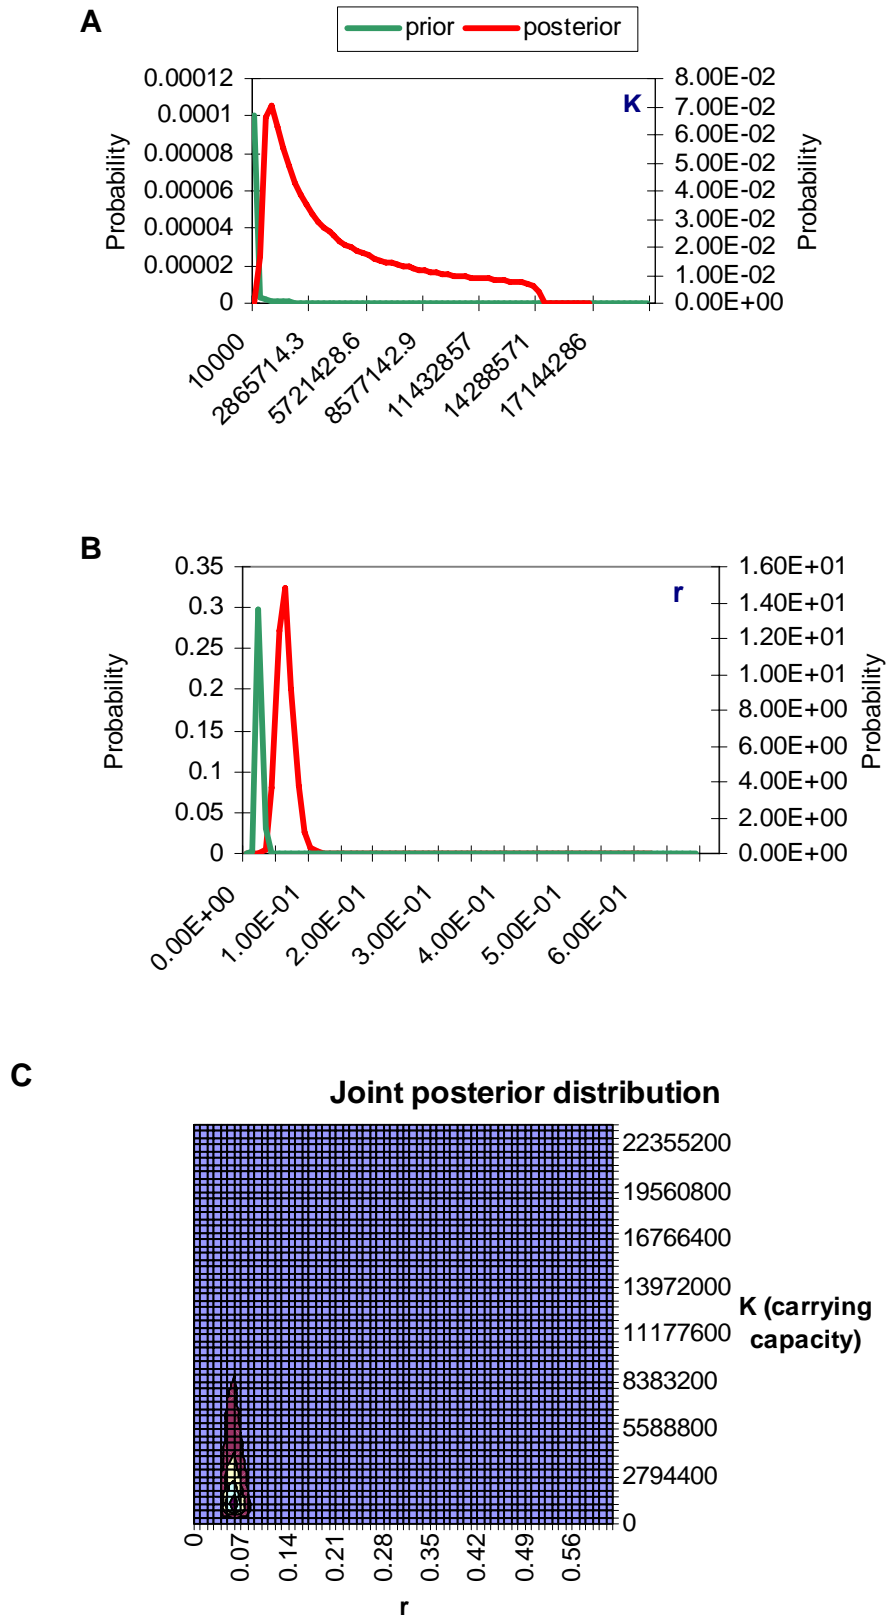 A
prior posterior
0.00012
0.0001
0.00008
0.00006
0.00004
0.00002
0
Probability
K
8.00E-02
7.00E-02
6.00E-02
5.00E-02
4.00E-02
3.00E-02
2.00E-02
1.00E-02
0.00E+00
Probability
10000
2865714.3
5721428.6
8577142.9
11432857
14288571
17144286
B
0.35
0.3
0.25
0.2
0.15
0.1
0.05
0
Probability
r
1.60E+01
1.40E+01
1.20E+01
1.00E+01
8.00E+00
6.00E+00
4.00E+00
2.00E+00
0.00E+00
Probability
0.00E+00
1.00E-01
2.00E-01
3.00E-01
4.00E-01
5.00E-01
6.00E-01
C
Joint posterior distribution
22355200
19560800
16766400
13972000
11177600
8383200
5588800
2794400
0
K (carrying
capacity)
0
0.07
0.14
0.21
0.28
0.35
0.42
0.49
0.56
r